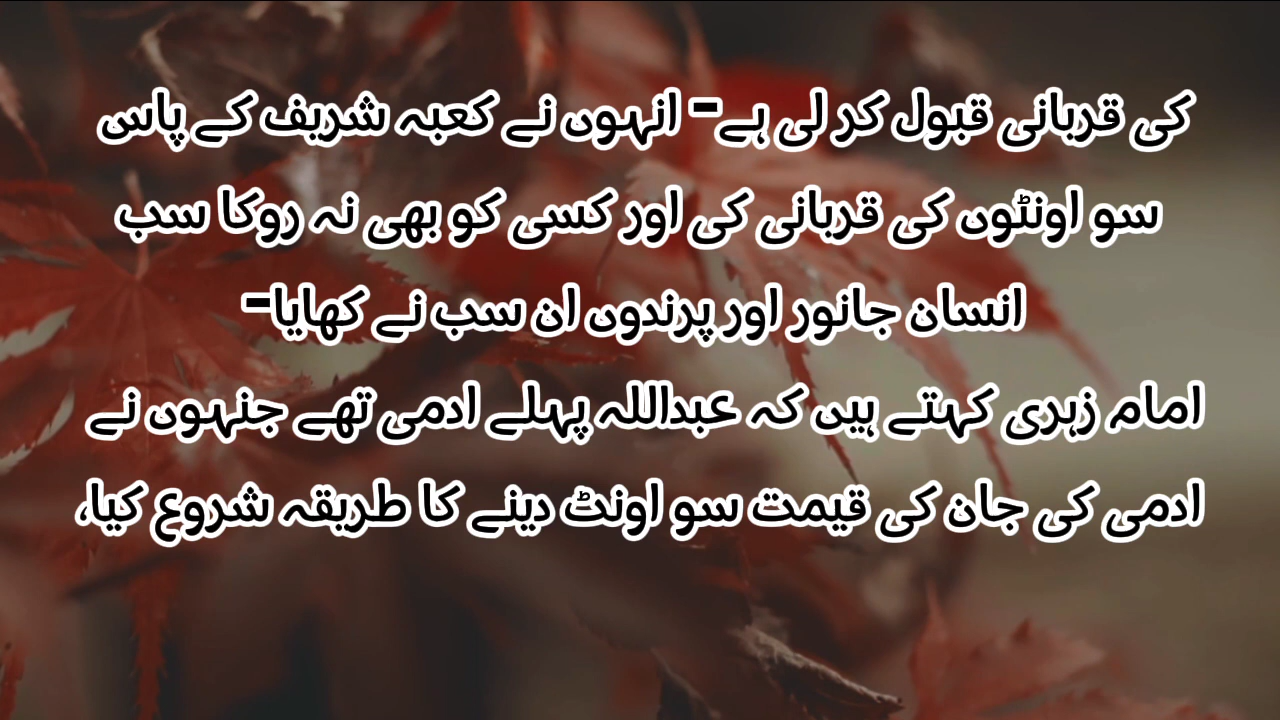 کی قربانی قبول کر لی ہے- انہوں نے کعبہ شریف کے پاس
سو اونٹوں کی قربانی کی اور کسی کو بھی نہ روکا سب
انسان جانور اور پرندوں ان سب نے کھایا-
امام زہری کہتے ہیں کہ عبداللہ پہلے ادمی تھے جنہوں نے
ادمی کی جان کی قیمت سو اونٹ دینے کا طریقہ شروع کیا،